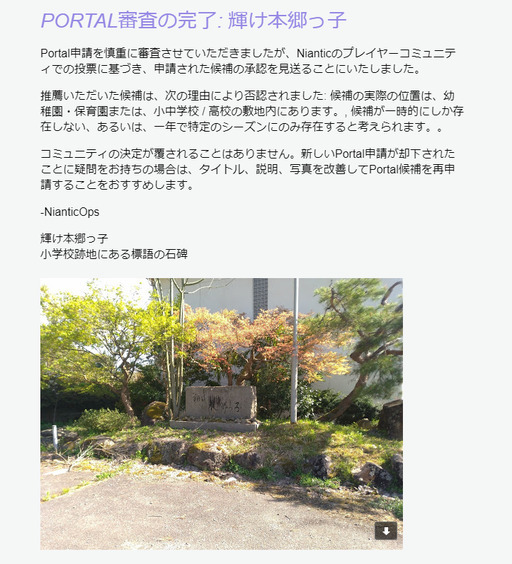 PORTAL審査の完了: 輝け本郷っ子
Portal申請を慎重に審査させていただきましたが、Nianticのプレイヤーコミュニテ
ィでの投票に基づき、申請された候補の承認を見送ることにいたしました。
推薦いただいた候補は、次の理由により否認されました: 候補の実際の位置は、幼
稚園・保育園または、小中学校 / 高校の敷地内にあります。, 候補が一時的にしか存
在しない、あるいは、一年で特定のシーズンにのみ存在すると考えられます。。
コミュニティの決定が覆されることはありません。新しいPortal申請が却下された
ことに疑問をお持ちの場合は、タイトル、説明、写真を改善してPortal候補を再申
請することをおすすめします。
-NianticOps
輝け本郷っ子
小学校跡地にある標語の石碑